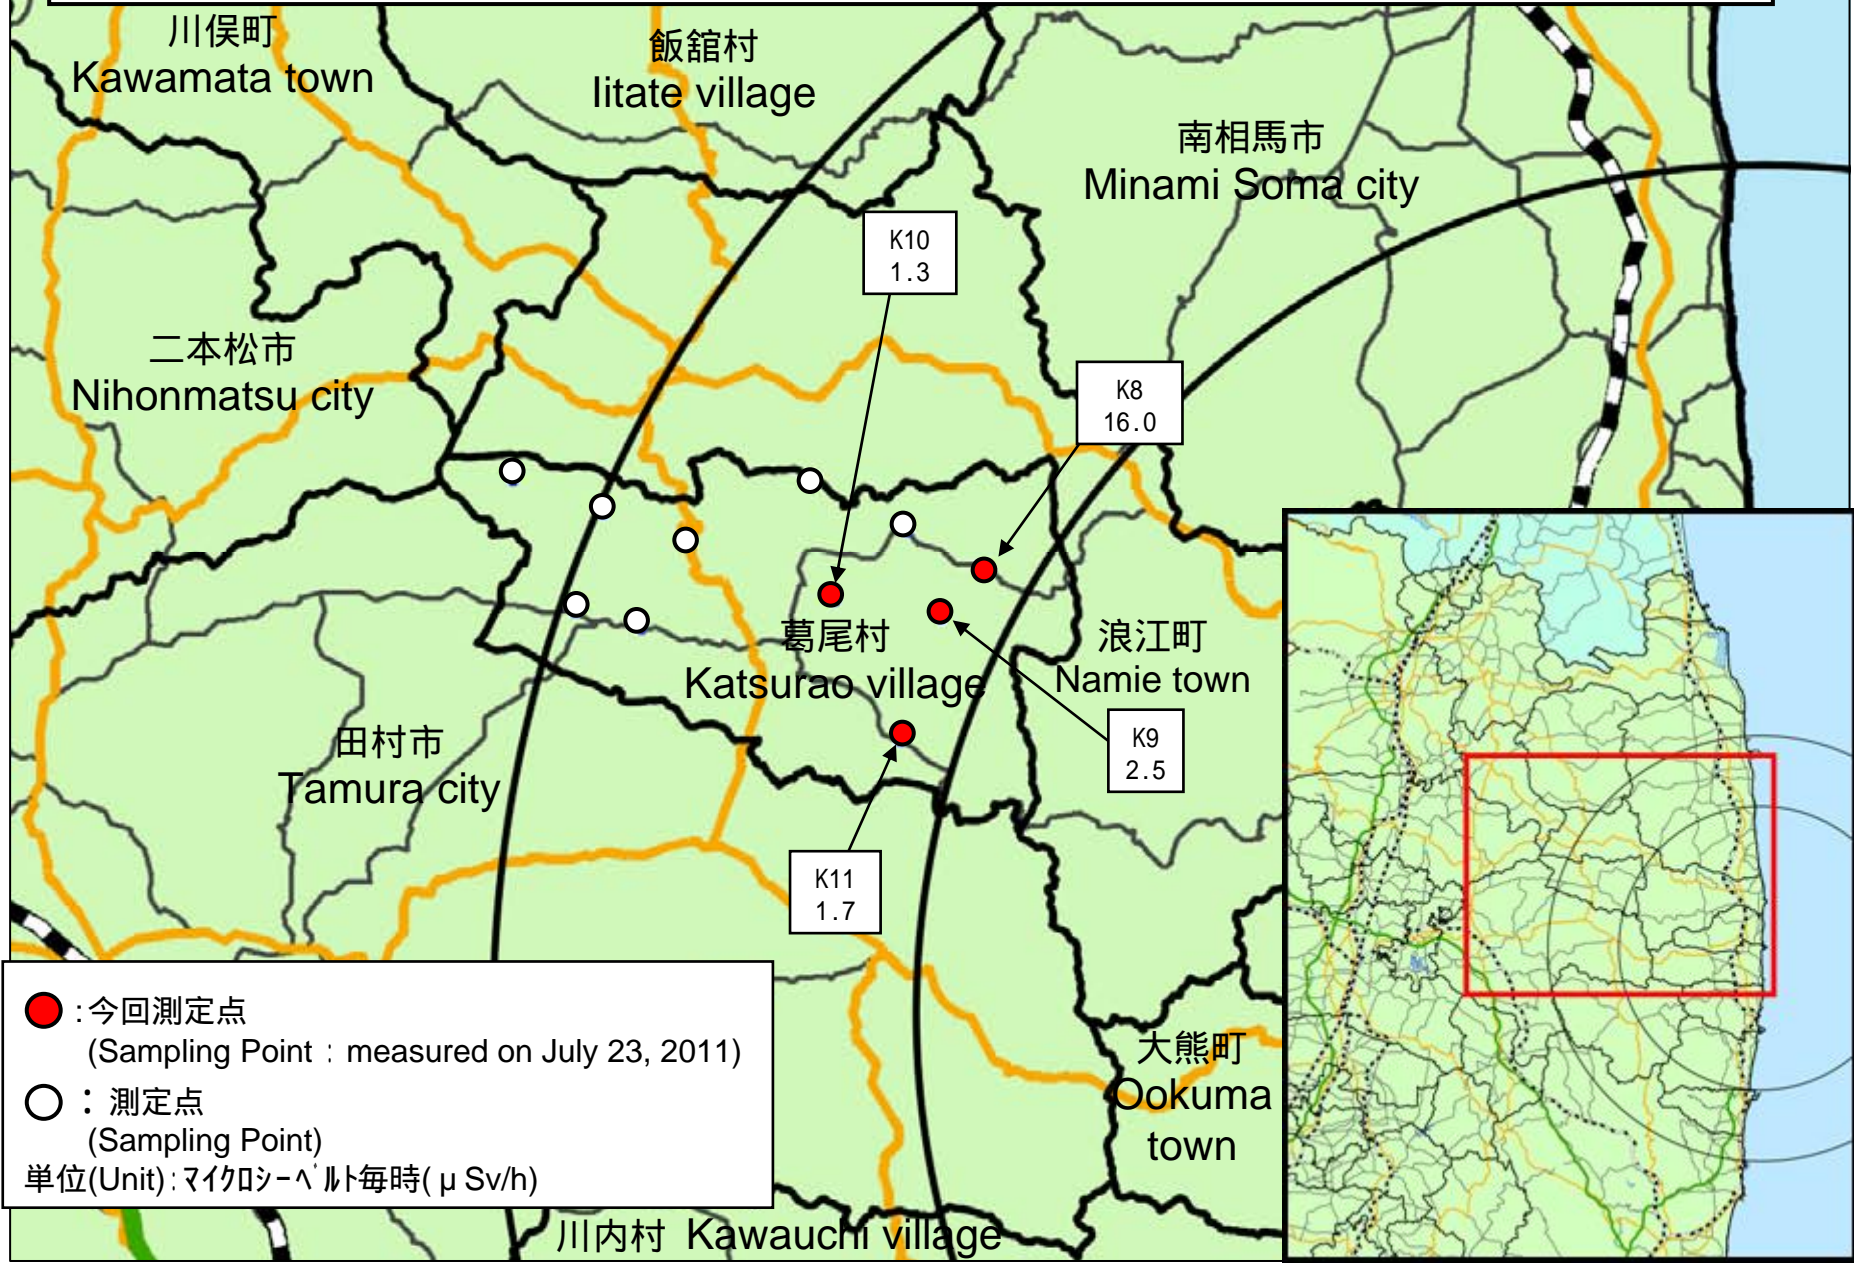 川俣町
Kawamata town
飯舘村
Iitate village
南相馬市
Minami Soma city
K10
1.3
二本松市
Nihonmatsu city
K8
16.0
葛尾村
Katsurao village
浪江町
Namie town
K9
2.5
田村市
Tamura city
K11
1.7
:今回測定点
(Sampling Point : measured on July 23, 2011)
: 測定点
(Sampling Point)
単位(Unit):マイクロシーベルト毎時(μSv/h)
大熊町
Ookuma
town
川内村 Kawauchi village